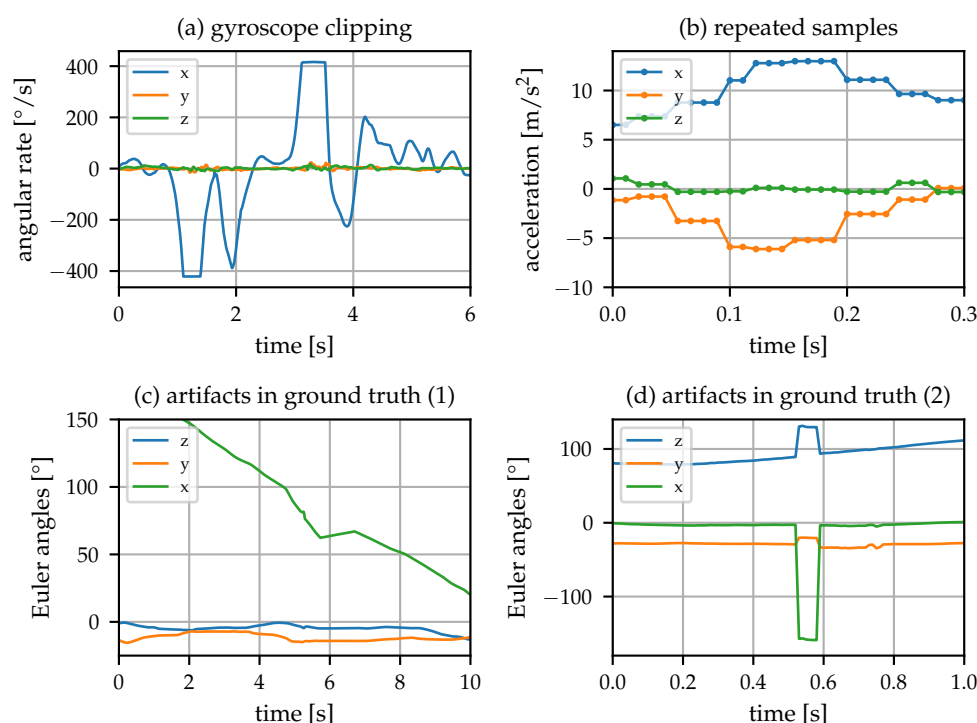 (a) gyroscope clipping
angular rate [°/s]
400
200
0
−200
−400
x
y
z
0 2 4 6
time [s]
(b) repeated samples
acceleration [m/s²]
10
5
0
−5
−10
x
y
z
0.0 0.1 0.2 0.3
time [s]
(c) artifacts in ground truth (1)
Euler angles [°]
150
100
50
0
z
y
x
0 2 4 6 8 10
time [s]
(d) artifacts in ground truth (2)
Euler angles [°]
100
0
−100
z
y
x
0.0 0.2 0.4 0.6 0.8 1.0
time [s]